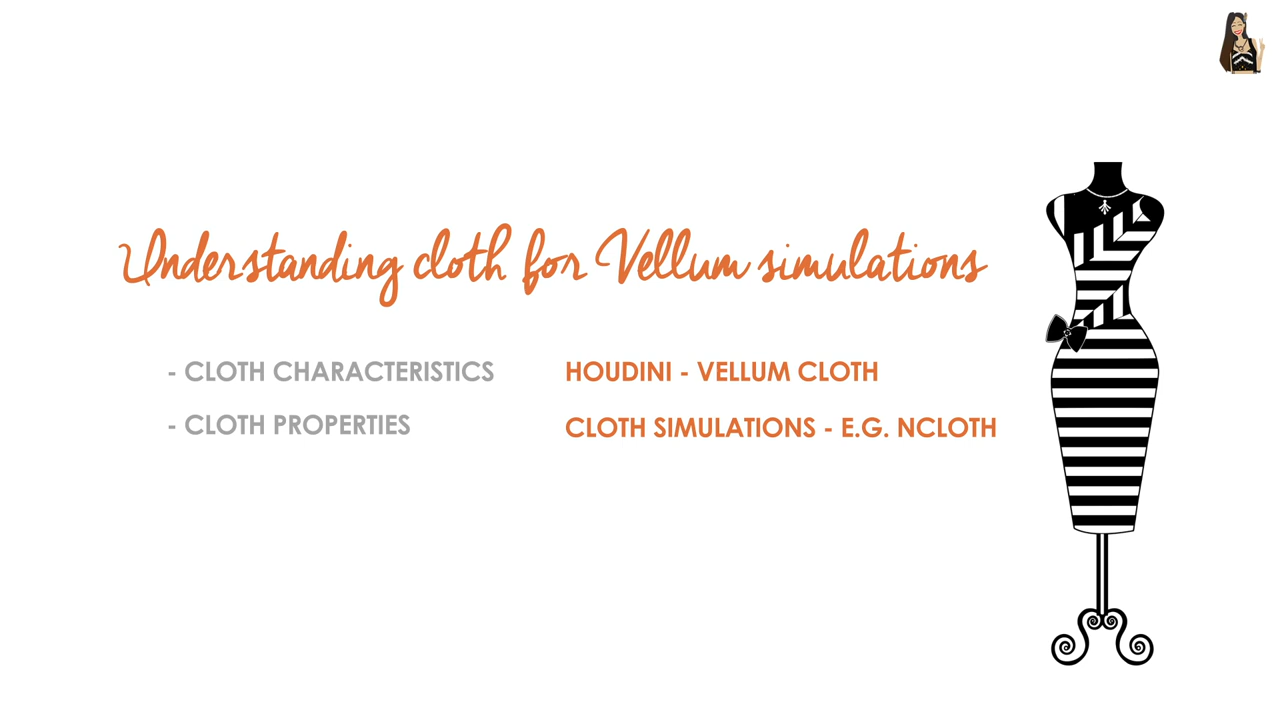 Understanding cloth for Vellum simulations
- CLOTH CHARACTERISTICS
- CLOTH PROPERTIES
HOUDINI - VELLUM CLOTH
CLOTH SIMULATIONS - E.G. NCLOTH